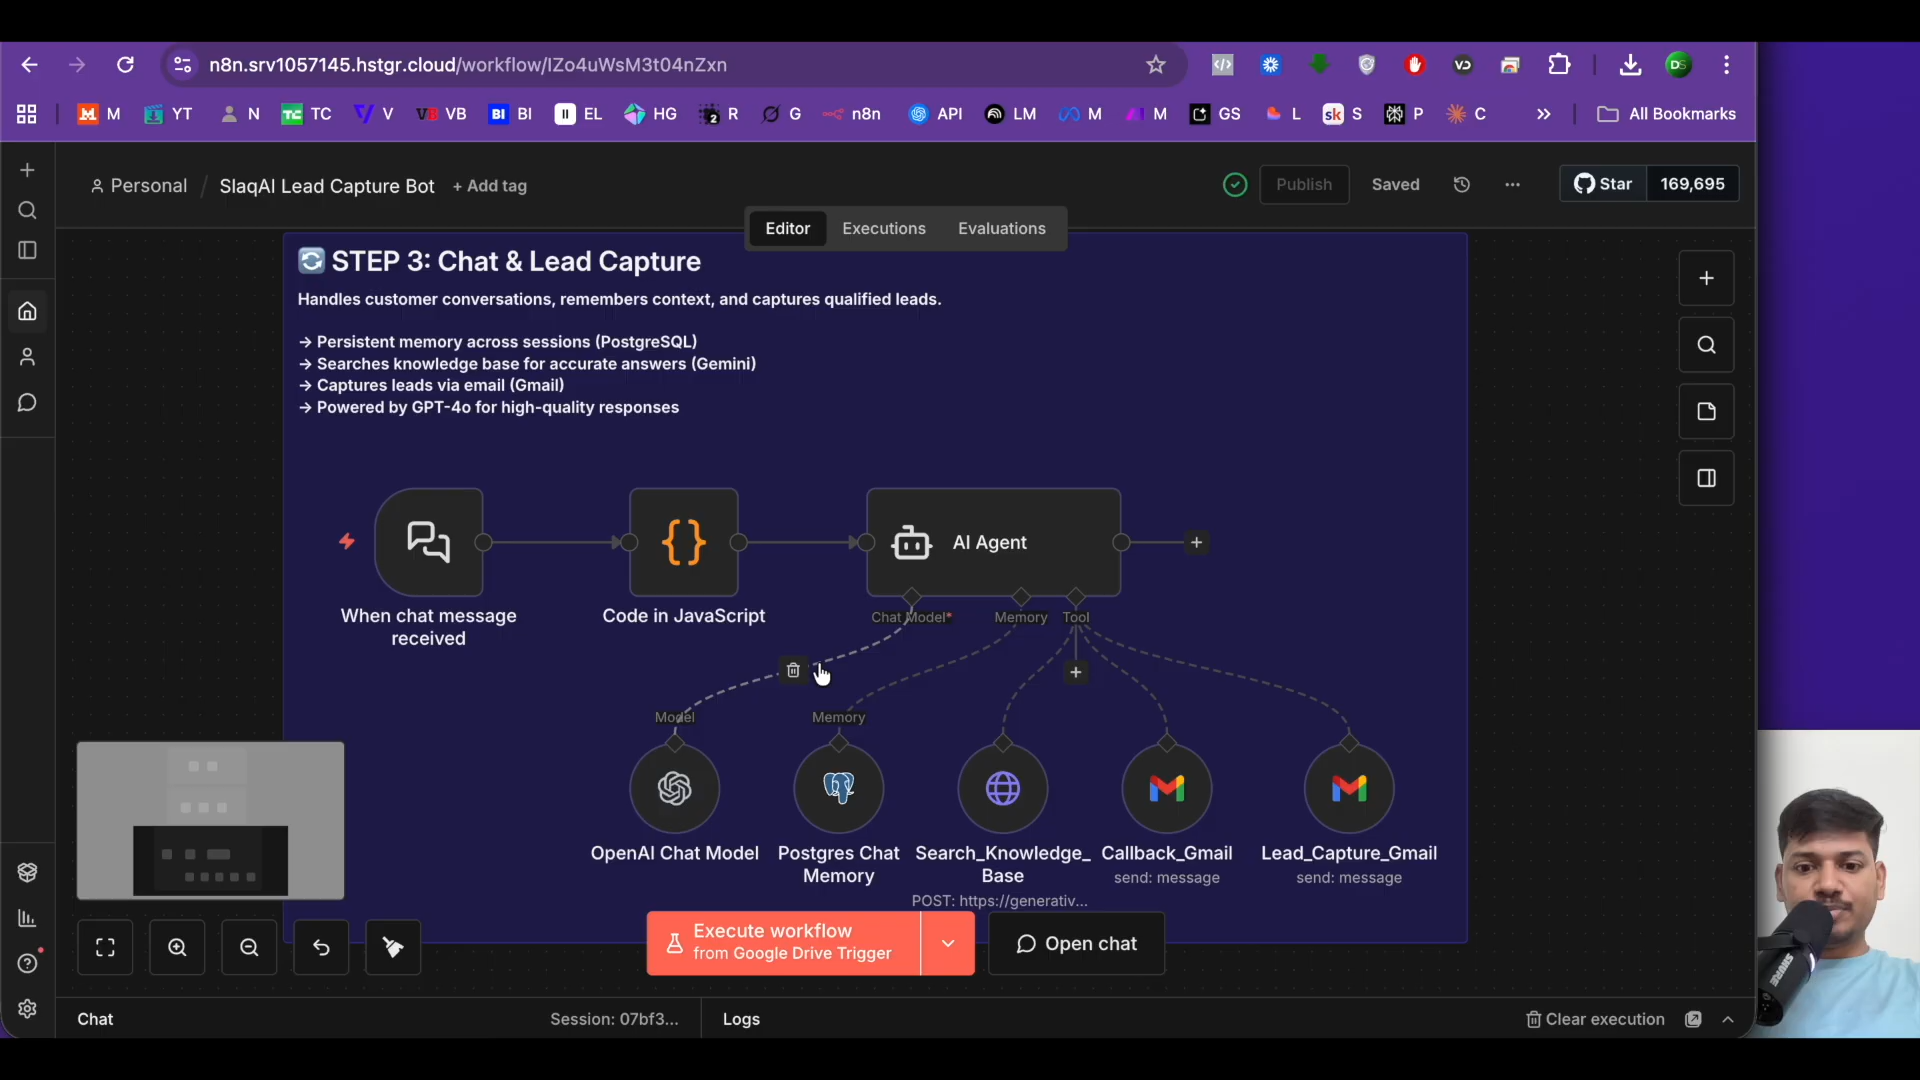 n8n.srv1057145.hstgr.cloud/workflow/IZo4uWsM3t04nZxn
M YT N TC V VB BI EL HG R G n8n API LM M M GS L S P C All Bookmarks
Personal / SlaqAI Lead Capture Bot + Add tag
Publish Saved Star 169,695
Editor Executions Evaluations
STEP 3: Chat & Lead Capture
Handles customer conversations, remembers context, and captures qualified leads.
→ Persistent memory across sessions (PostgreSQL)
→ Searches knowledge base for accurate answers (Gemini)
→ Captures leads via email (Gmail)
→ Powered by GPT-4o for high-quality responses
AI Agent
When chat message
received
Code in JavaScript
Chat Model* Memory Tool
Model Memory
OpenAI Chat Model
Postgres Chat
Memory
Search_Knowledge_
Base
POST: https://generativ...
Callback_Gmail
send: message
Lead_Capture_Gmail
send: message
Execute workflow
from Google Drive Trigger
Open chat
Chat Session: 07bf3... Logs Clear execution